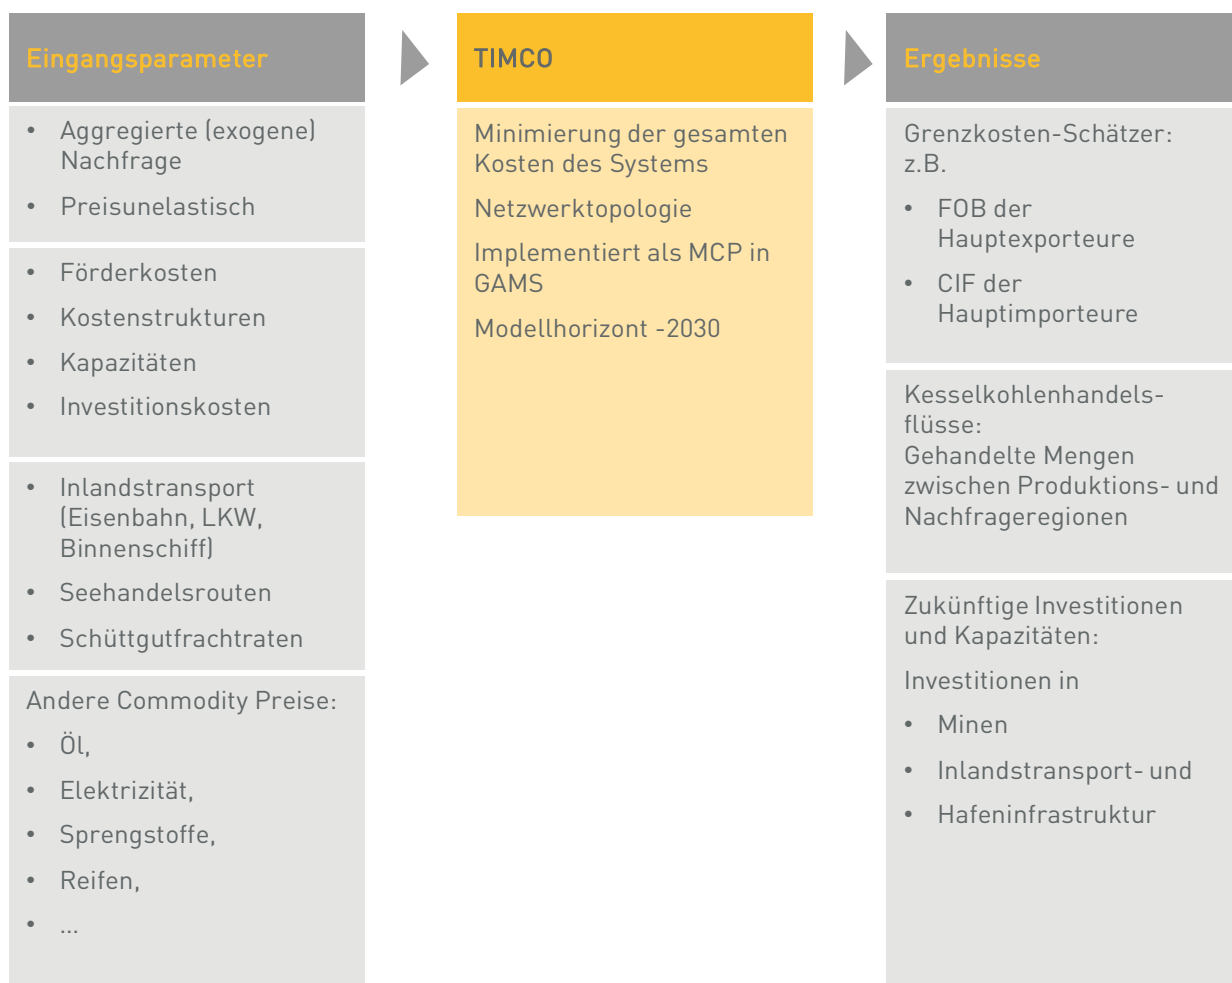 Eingangsparameter
• Aggregierte (exogene)
Nachfrage
• Preisunelastisch
• Förderkosten
• Kostenstrukturen
• Kapazitäten
• Investitionskosten
• Inlandstransport
(Eisenbahn, LKW,
Binnenschiff)
• Seehandelsrouten
• Schüttgutfrachtraten
Andere Commodity Preise:
• Öl,
• Elektrizität,
• Sprengstoffe,
• Reifen,
• ...
TIMCO
Minimierung der gesamten
Kosten des Systems
Netzwerktopologie
Implementiert als MCP in
GAMS
Modellhorizont -2030
Ergebnisse
Grenzkosten-Schätzer:
z.B.
• FOB der
Hauptexporteure
• CIF der
Hauptimporteure
Kesselkohlenhandels-
flüsse:
Gehandelte Mengen
zwischen Produktions- und
Nachfrageregionen
Zukünftige Investitionen
und Kapazitäten:
Investitionen in
• Minen
• Inlandstransport- und
• Hafeninfrastruktur